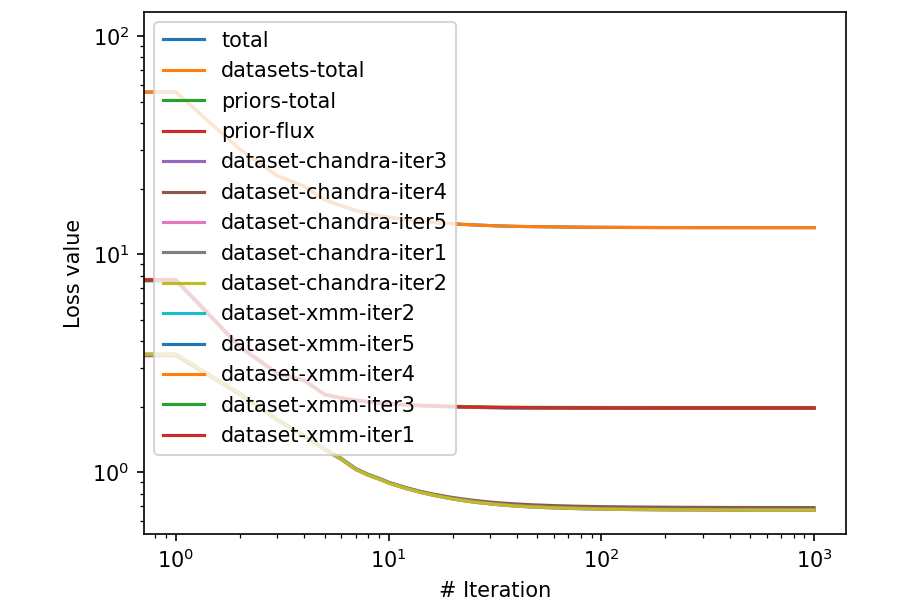 10²
10¹
10⁰
Loss value
total
datasets-total
priors-total
prior-flux
dataset-chandra-iter3
dataset-chandra-iter4
dataset-chandra-iter5
dataset-chandra-iter1
dataset-chandra-iter2
dataset-xmm-iter2
dataset-xmm-iter5
dataset-xmm-iter4
dataset-xmm-iter3
dataset-xmm-iter1
10⁰ 10¹ 10² 10³
# Iteration